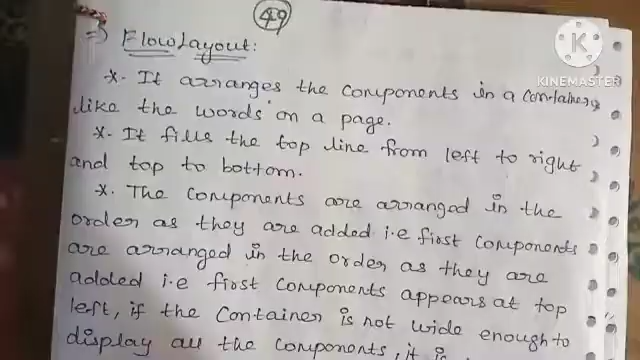 49
=> FlowLayout:
*. It arranges the components in a container
like the words on a page.
*. It fills the top line from left to right
and top to bottom.
*. The components are arranged in the
order as they are added i.e first components
are arranged in the order as they are
added i.e first components appears at top
left, if the container is not wide enough to
display all the components, it is
K
KINEMASTER